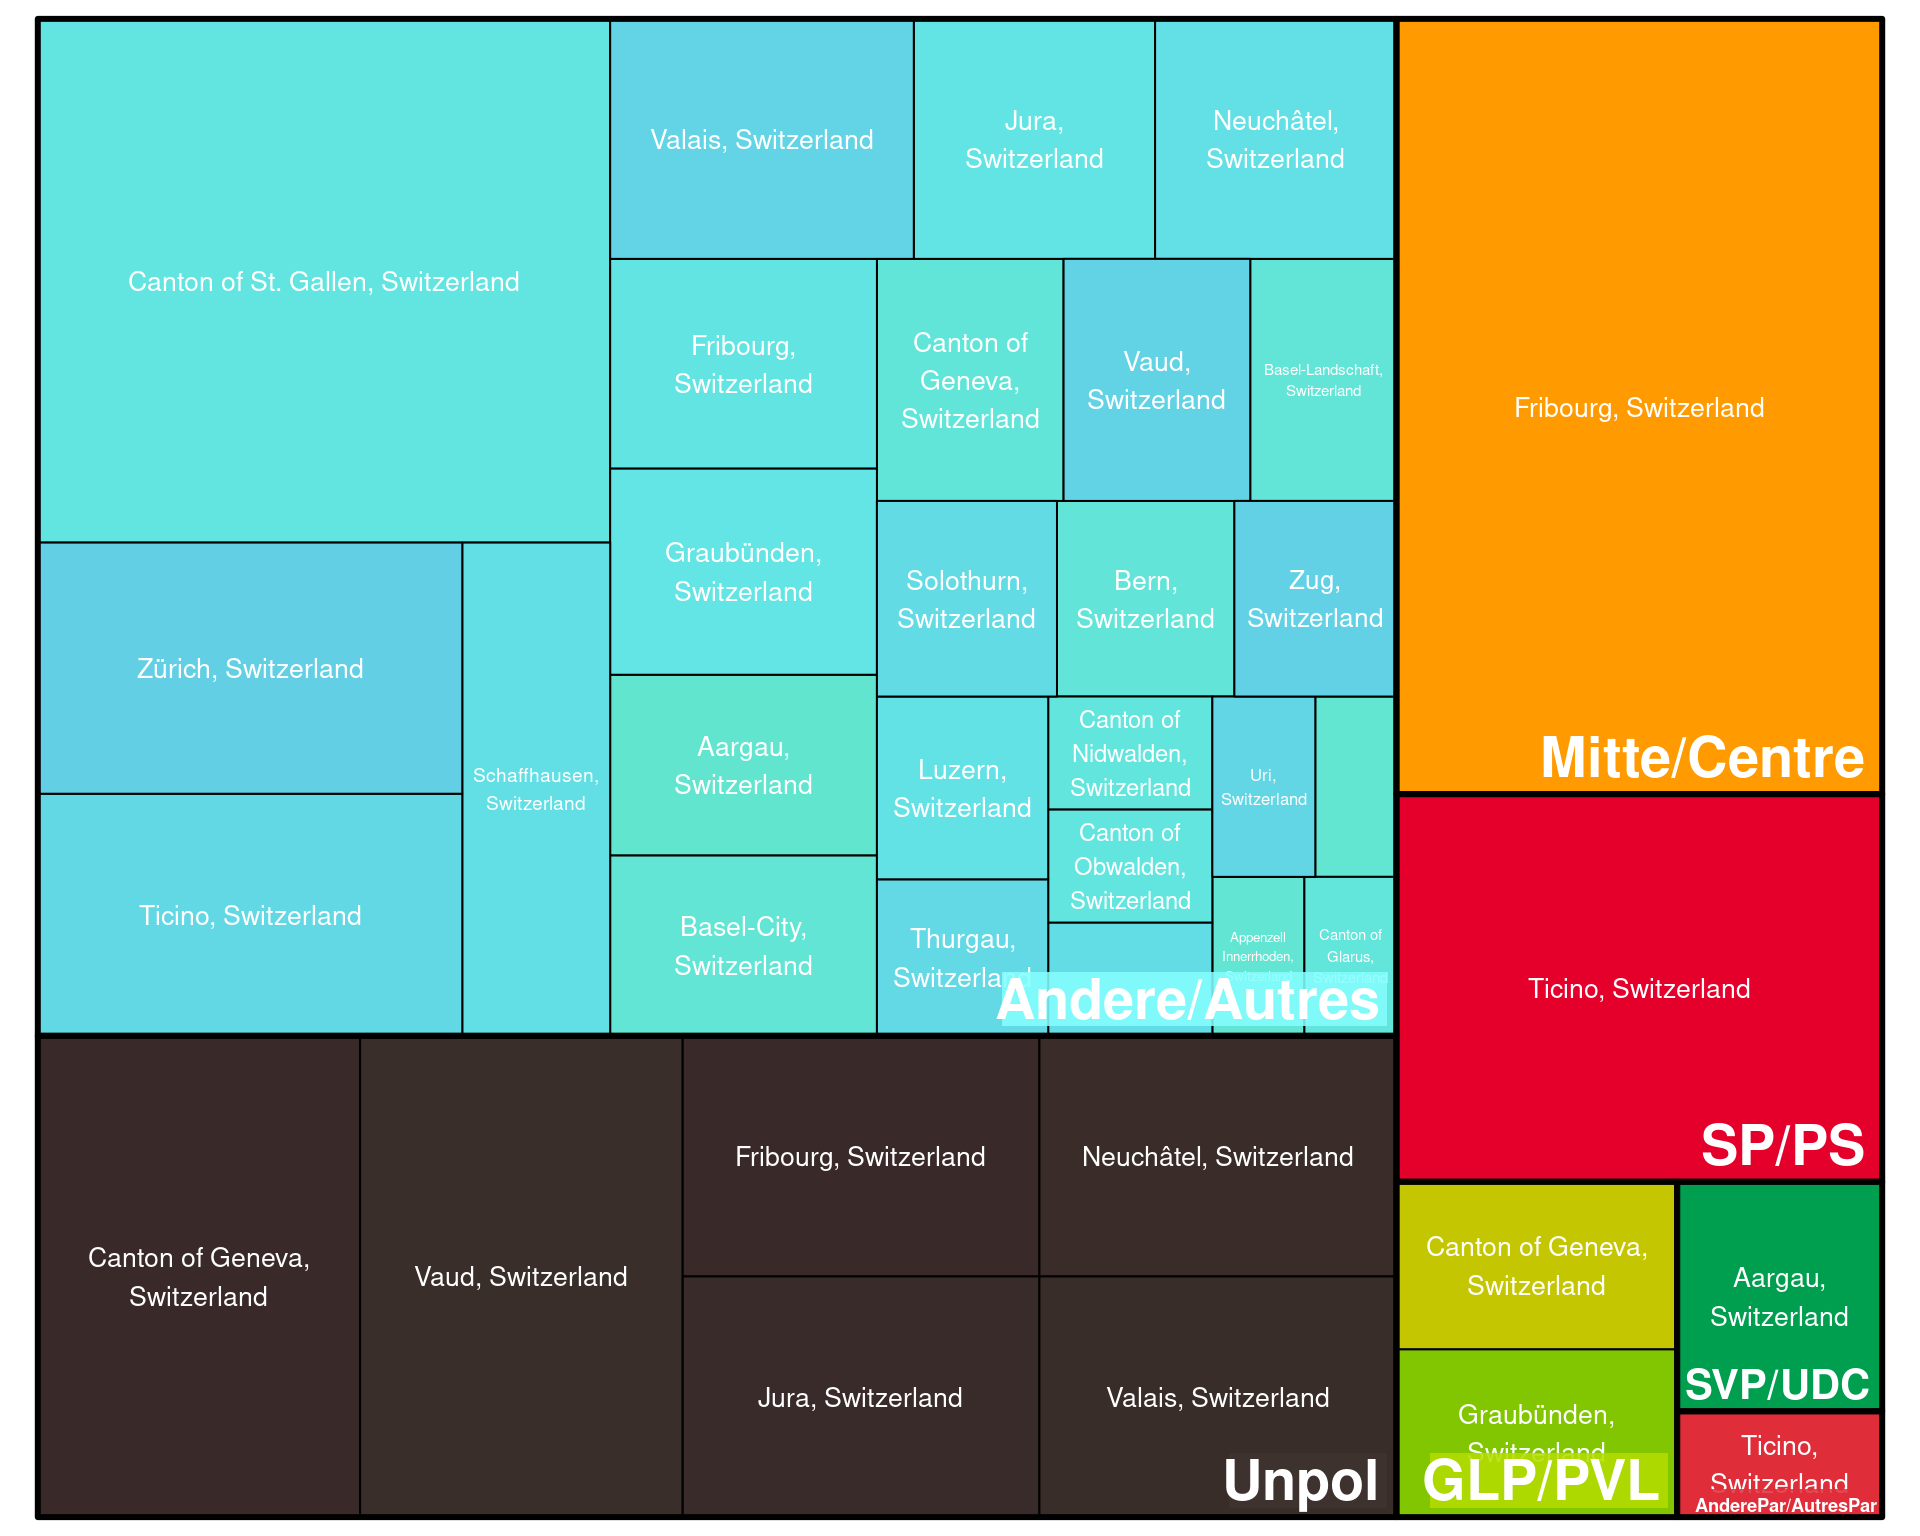 Canton of St. Gallen, Switzerland
Zürich, Switzerland
Ticino, Switzerland
Schaffhausen,
Switzerland
Valais, Switzerland
Jura,
Switzerland
Neuchâtel,
Switzerland
Fribourg,
Switzerland
Graubünden,
Switzerland
Aargau,
Switzerland
Basel-City,
Switzerland
Canton of
Geneva,
Switzerland
Vaud,
Switzerland
Basel-Landschaft,
Switzerland
Solothurn,
Switzerland
Bern,
Switzerland
Zug,
Switzerland
Luzern,
Switzerland
Thurgau,
Switzerland
Canton of
Nidwalden,
Switzerland
Canton of
Obwalden,
Switzerland
Uri,
Switzerland
Appenzell
Innerrhoden,
Switzerland
Canton of
Glarus,
Switzerland
Andere/Autres
Canton of Geneva,
Switzerland
Vaud, Switzerland
Fribourg, Switzerland
Jura, Switzerland
Neuchâtel, Switzerland
Valais, Switzerland
Unpol
Fribourg, Switzerland
Mitte/Centre
Ticino, Switzerland
SP/PS
Canton of Geneva,
Switzerland
Graubünden,
Switzerland
GLP/PVL
Aargau,
Switzerland
SVP/UDC
Ticino,
Switzerland
AnderePar/AutresPar